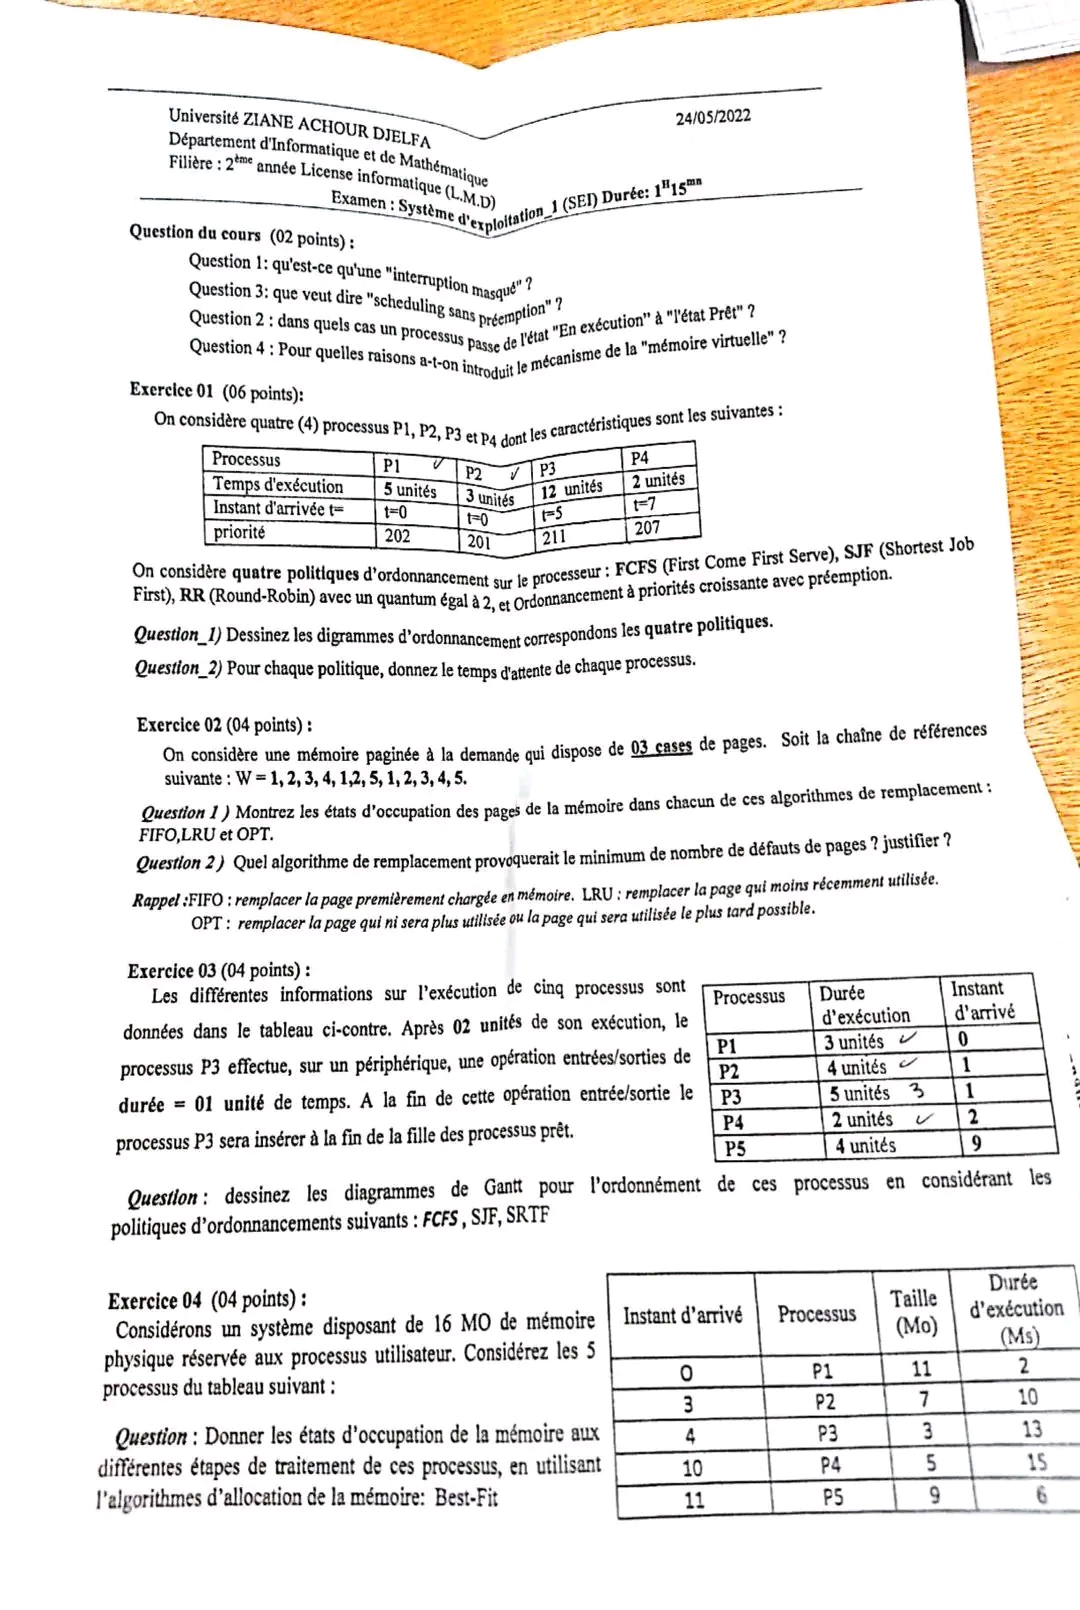 Université ZIANE ACHOUR DJELFA
24/05/2022
Département d'Informatique et de Mathématique
Filière : 2ème année License informatique (L.M.D)
Examen : Système d'exploitation_1 (SEI) Durée: 1H15mn
Question du cours (02 points) :
Question 1: qu'est-ce qu'une "interruption masqué" ?
Question 3: que veut dire "scheduling sans préemption" ?
Question 2 : dans quels cas un processus passe de l'état "En exécution" à "l'état Prêt" ?
Question 4 : Pour quelles raisons a-t-on introduit le mécanisme de la "mémoire virtuelle" ?
Exercice 01 (06 points):
On considère quatre (4) processus P1, P2, P3 et P4 dont les caractéristiques sont les suivantes :
Processus P1 ✓ P2 ✓ P3 P4
Temps d'exécution 5 unités 3 unités 12 unités 2 unités
Instant d'arrivée t= t=0 t=0 t=5 t=7
priorité 202 201 211 207
On considère quatre politiques d'ordonnancement sur le processeur : FCFS (First Come First Serve), SJF (Shortest Job
First), RR (Round-Robin) avec un quantum égal à 2, et Ordonnancement à priorités croissante avec préemption.
Question_1) Dessinez les digrammes d'ordonnancement correspondons les quatre politiques.
Question_2) Pour chaque politique, donnez le temps d'attente de chaque processus.
Exercice 02 (04 points) :
On considère une mémoire paginée à la demande qui dispose de 03 cases de pages. Soit la chaîne de références
suivante : W = 1, 2, 3, 4, 1,2, 5, 1, 2, 3, 4, 5.
Question 1 ) Montrez les états d'occupation des pages de la mémoire dans chacun de ces algorithmes de remplacement :
FIFO,LRU et OPT.
Question 2 ) Quel algorithme de remplacement provoquerait le minimum de nombre de défauts de pages ? justifier ?
Rappel :FIFO : remplacer la page premièrement chargée en mémoire. LRU : remplacer la page qui moins récemment utilisée.
OPT : remplacer la page qui ni sera plus utilisée ou la page qui sera utilisée le plus tard possible.
Exercice 03 (04 points) :
Les différentes informations sur l'exécution de cinq processus sont
données dans le tableau ci-contre. Après 02 unités de son exécution, le
processus P3 effectue, sur un périphérique, une opération entrées/sorties de
durée = 01 unité de temps. A la fin de cette opération entrée/sortie le
processus P3 sera insérer à la fin de la fille des processus prêt.
Processus Durée d'exécution Instant d'arrivé
P1 3 unités ✓ 0
P2 4 unités ✓ 1
P3 5 unités 3 1
P4 2 unités ✓ 2
P5 4 unités 9
Question : dessinez les diagrammes de Gantt pour l'ordonnément de ces processus en considérant les
politiques d'ordonnancements suivants : FCFS , SJF, SRTF
Exercice 04 (04 points) :
Considérons un système disposant de 16 MO de mémoire
physique réservée aux processus utilisateur. Considérez les 5
processus du tableau suivant :
Question : Donner les états d'occupation de la mémoire aux
différentes étapes de traitement de ces processus, en utilisant
l'algorithmes d'allocation de la mémoire: Best-Fit
Instant d'arrivé Processus Taille (Mo) Durée d'exécution (Ms)
0 P1 11 2
3 P2 7 10
4 P3 3 13
10 P4 5 15
11 P5 9 6